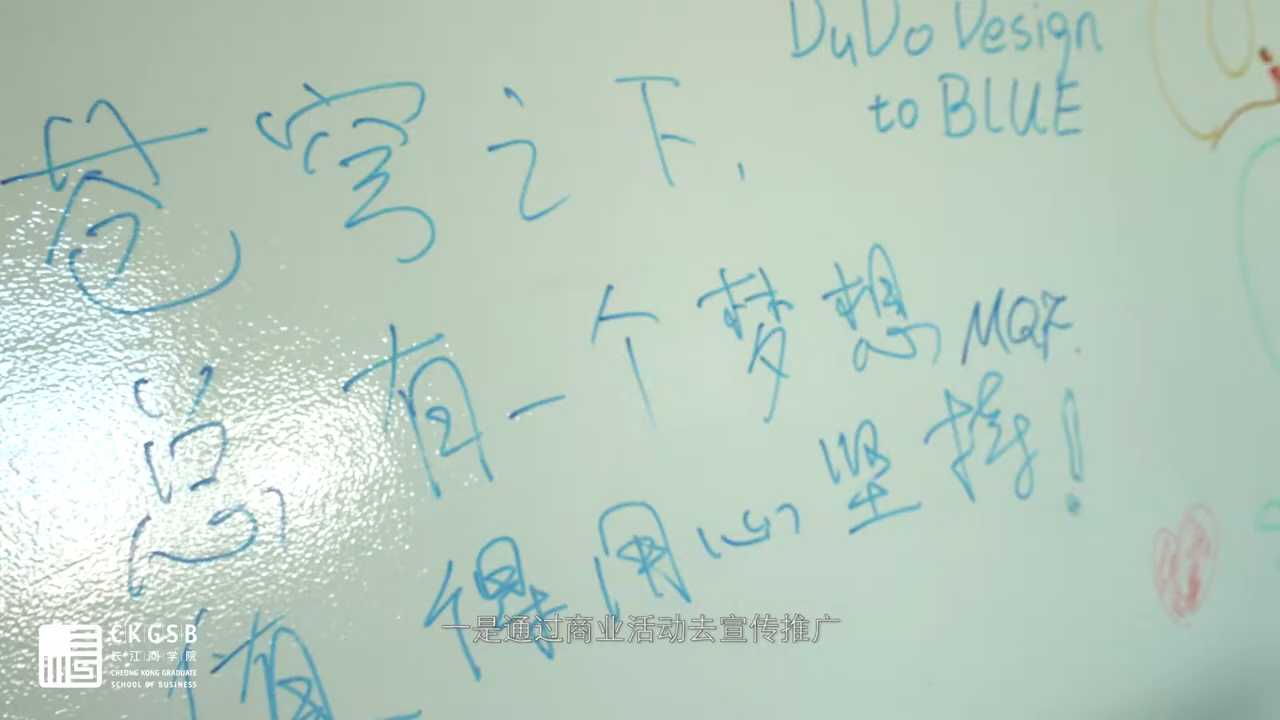 DuDo Design
to BLUE
苍穹之下,
总有一个梦想
MQF.
值得用心坚持!
一是通过商业活动去宣传推广
CKGSB
长江商学院
CHEUNG KONG GRADUATE
SCHOOL OF BUSINESS